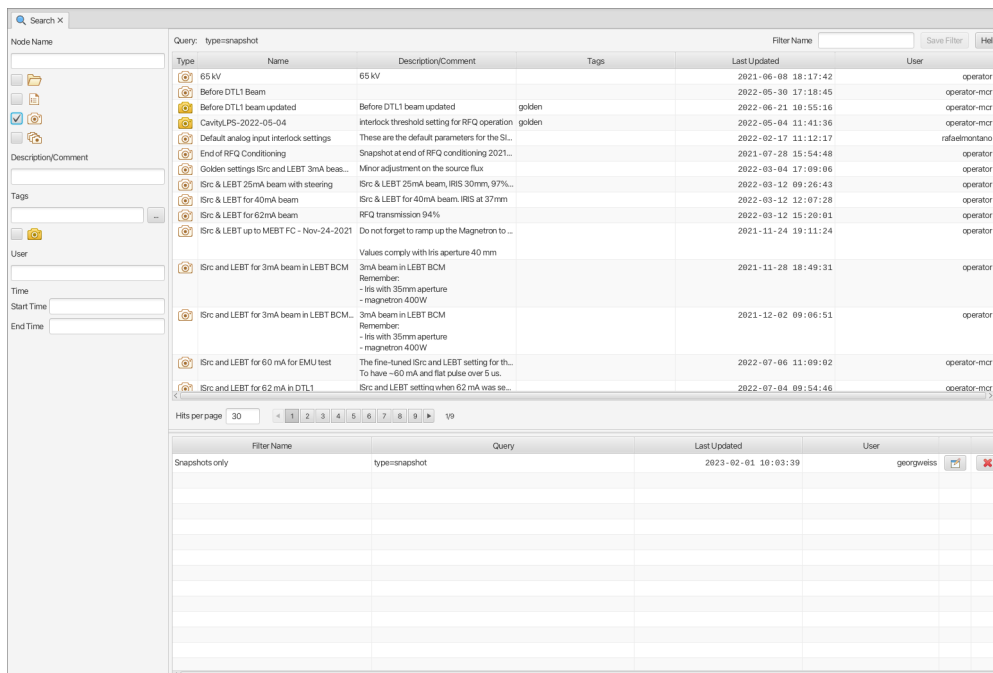 Search
Node Name
Description/Comment
Tags
..
User
Time
Start Time
End Time
Query: type=snapshot Filter Name Save Filter Hel
Type Name Description/Comment Tags Last Updated User
65 kV 65 kV 2021-06-08 18:17:42 operator
Before DTL1 Beam 2022-05-30 17:18:45 operator-mcr
Before DTL1 beam updated Before DTL1 beam updated golden 2022-06-21 10:55:16 operator-mcr
CavityLPS-2022-05-04 interlock threshold setting for RFQ operation golden 2022-05-04 11:41:36 operator-mcr
Default analog input interlock settings These are the default parameters for the SI... 2022-02-17 11:12:17 rafaelmontano
End of RFQ Conditioning Snapshot at end of RFQ conditioning 2021... 2021-07-28 15:54:48 operator
Golden settings ISrc and LEBT 3mA beas... Minor adjustment on the source flux 2022-03-04 17:09:06 operator
ISrc & LEBT 25mA beam with steering ISrc & LEBT 25mA beam, IRIS 30mm, 97%... 2022-03-12 09:26:43 operator
ISrc & LEBT for 40mA beam ISrc & LEBT for 40mA beam. IRIS at 37mm 2022-03-12 12:07:28 operator
ISrc & LEBT for 62mA beam RFQ transmission 94% 2022-03-12 15:20:01 operator
ISrc & LEBT up to MEBT FC - Nov-24-2021 Do not forget to ramp up the Magnetron to ... 2021-11-24 19:11:24 operator
Values comply with Iris aperture 40 mm
ISrc and LEBT for 3mA beam in LEBT BCM 3mA beam in LEBT BCM 2021-11-28 18:49:31 operator
Remember:
- Iris with 35mm aperture
- magnetron 400W
ISrc and LEBT for 3mA beam in LEBT BCM... 3mA beam in LEBT BCM 2021-12-02 09:06:51 operator
Remember:
- Iris with 35mm aperture
- magnetron 400W
ISrc and LEBT for 60 mA for EMU test The fine-tuned ISrc and LEBT setting for th... 2022-07-06 11:09:02 operator-mcr
To have ~60 mA and flat pulse over 5 us.
ISrc and LEBT for 62 mA in DTL1 ISrc and LEBT setting when 62 mA was se... 2022-07-04 09:54:46 operator-mcr
Hits per page 30 1 2 3 4 5 6 7 8 9 1/9
Filter Name Query Last Updated User
Snapshots only type=snapshot 2023-02-01 10:03:39 georgweiss